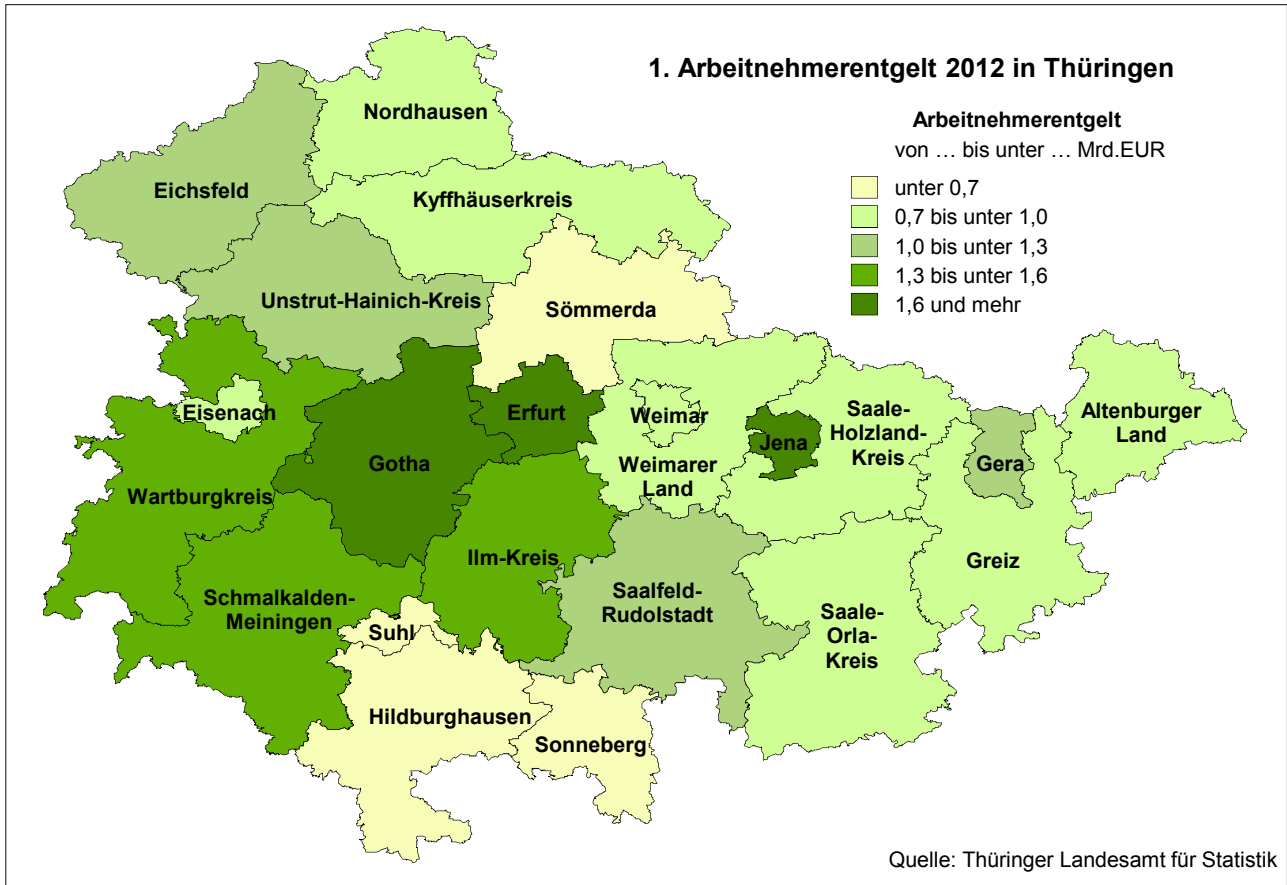 1. Arbeitnehmerentgelt 2012 in Thüringen
Arbeitnehmerentgelt
von … bis unter … Mrd.EUR
unter 0,7
0,7 bis unter 1,0
1,0 bis unter 1,3
1,3 bis unter 1,6
1,6 und mehr
Nordhausen
Eichsfeld
Kyffhäuserkreis
Unstrut-Hainich-Kreis
Sömmerda
Eisenach
Erfurt
Weimar
Jena
Saale-
Holzland-
Kreis
Altenburger
Land
Gotha
Weimarer
Land
Gera
Wartburgkreis
Ilm-Kreis
Greiz
Schmalkalden-
Meiningen
Saalfeld-
Rudolstadt
Saale-
Orla-
Kreis
Suhl
Hildburghausen
Sonneberg
Quelle: Thüringer Landesamt für Statistik